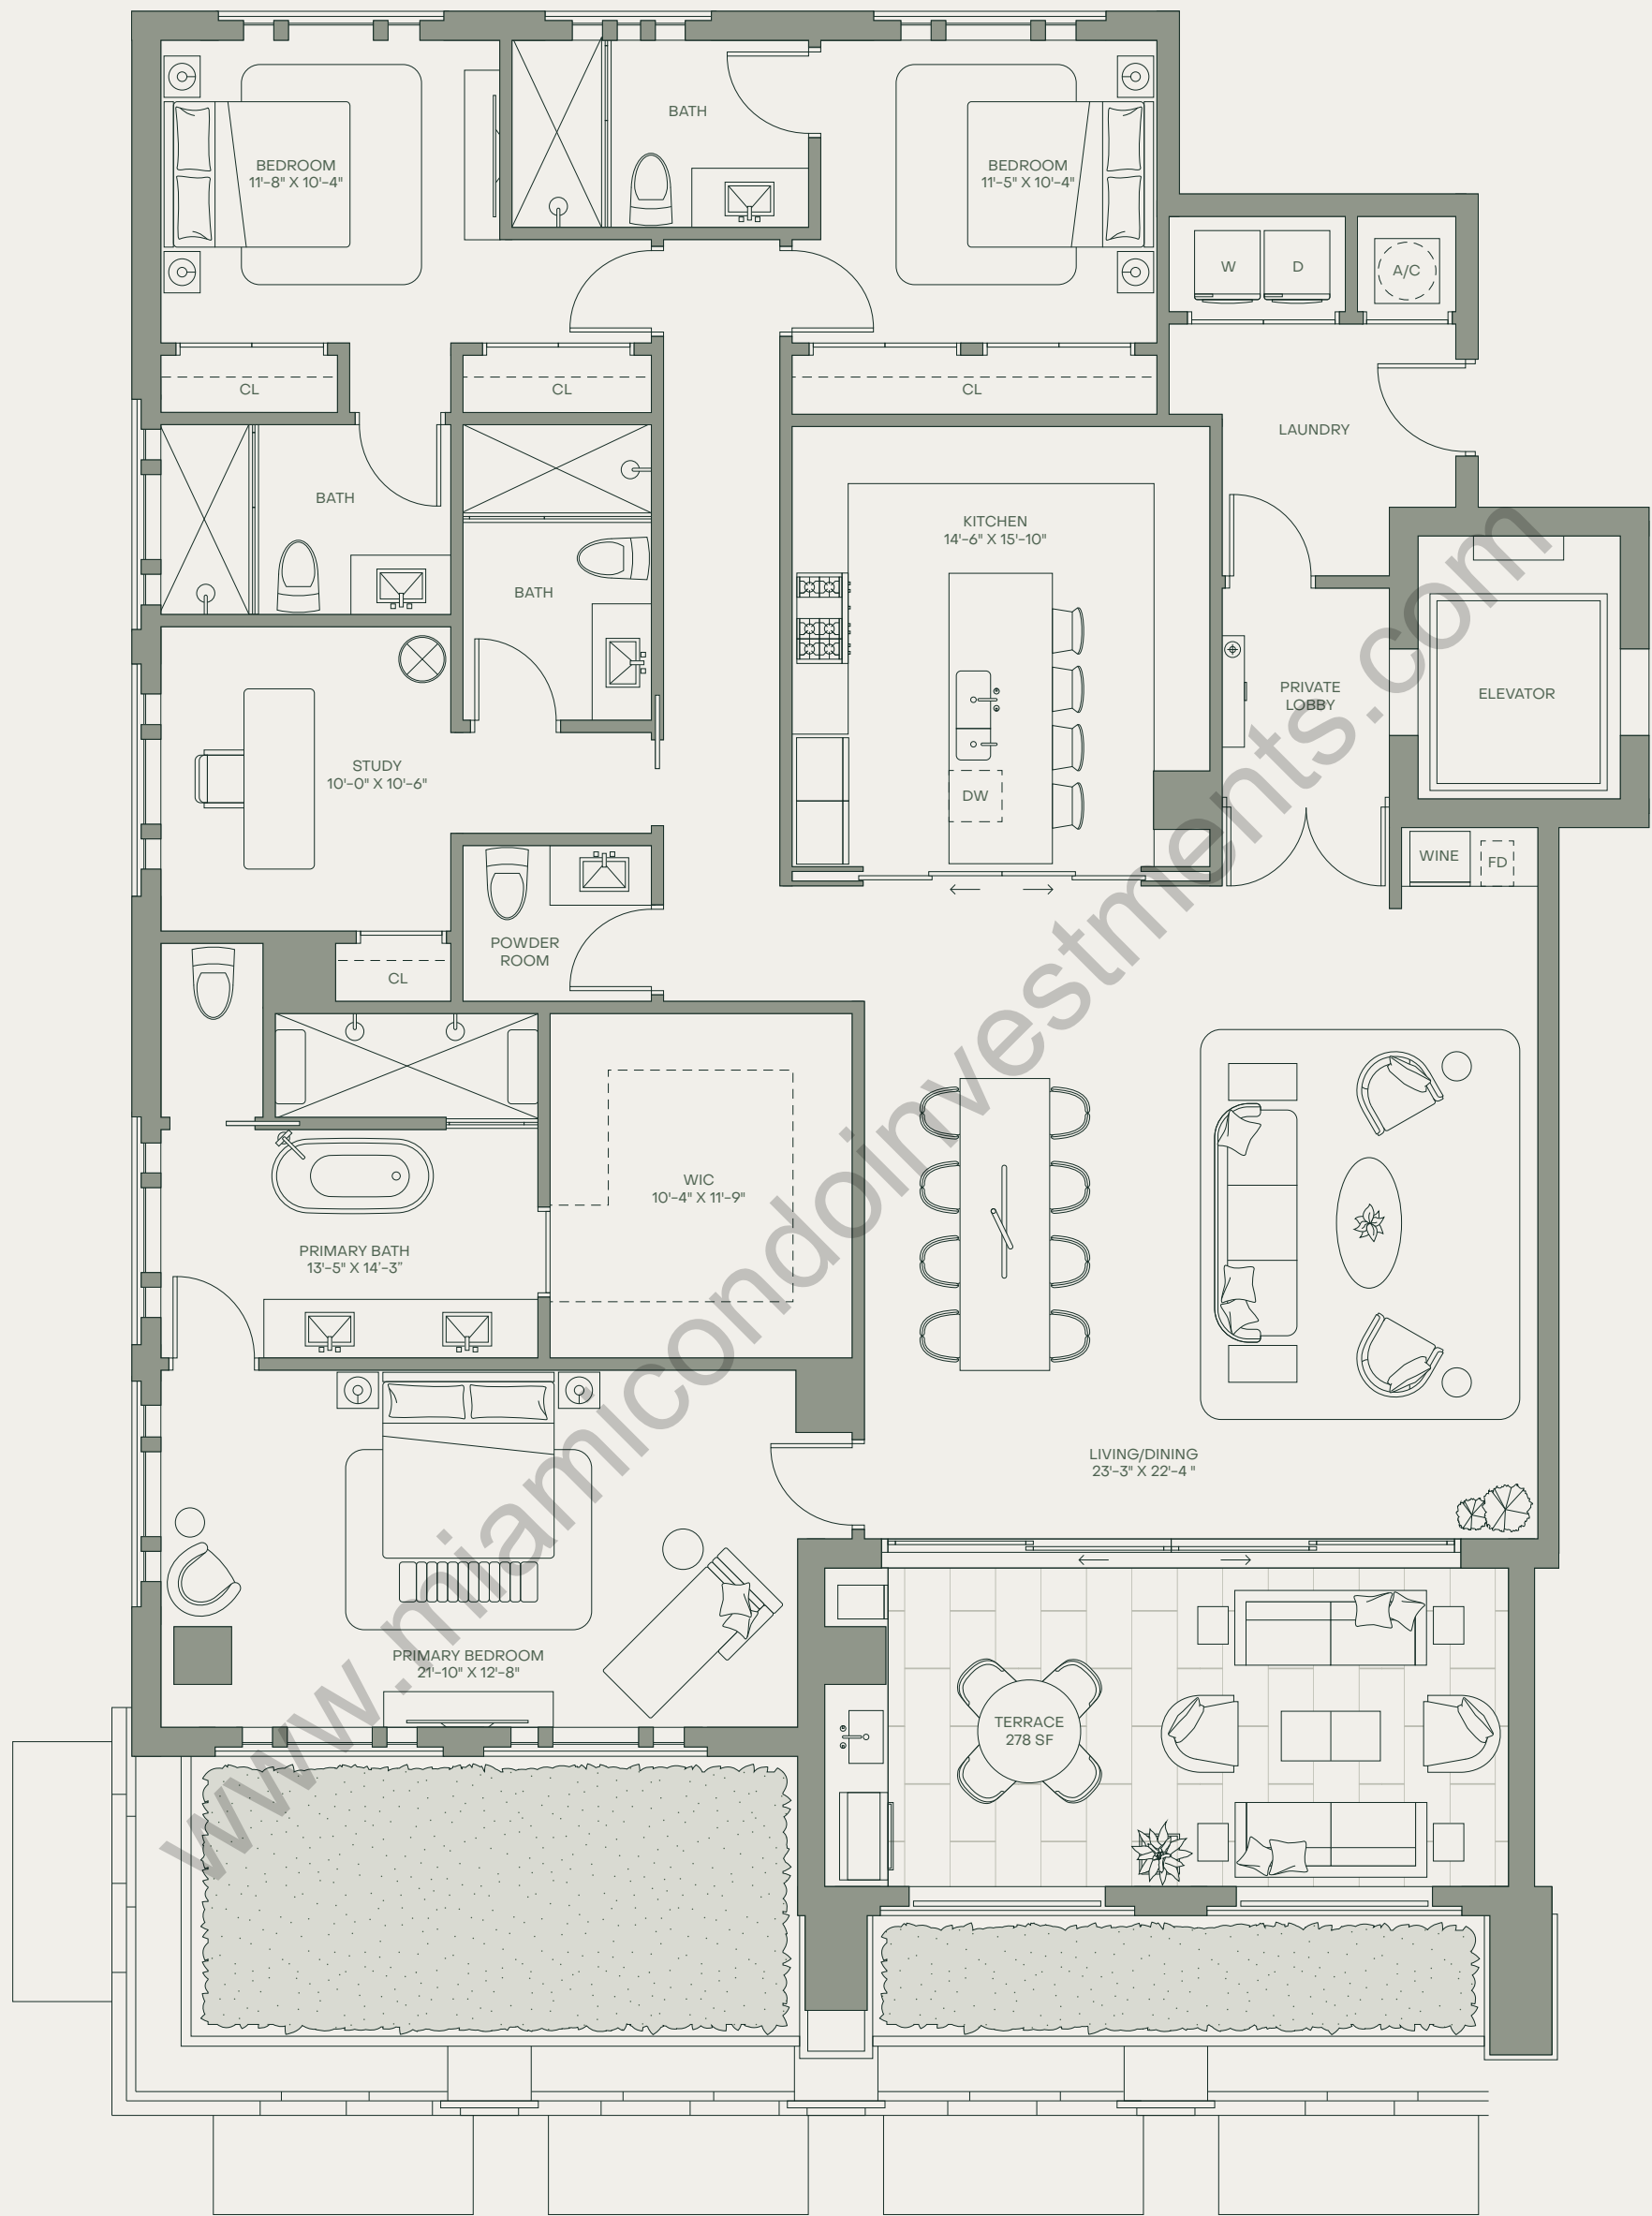 BATH
BEDROOM
11'-8" X 10'-4"
BEDROOM
11'-5" X 10'-4"
W
D
A/C
CL
CL
CL
LAUNDRY
BATH
KITCHEN
14'-6" X 15'-10"
BATH
PRIVATE
LOBBY
ELEVATOR
STUDY
10'-0" X 10'-6"
DW
WINE
FD
POWDER
ROOM
CL
WIC
10'-4" X 11'-9"
PRIMARY BATH
13'-5" X 14'-3"
LIVING/DINING
23'-3" X 22'-4 "
PRIMARY BEDROOM
21'-10" X 12'-8"
TERRACE
278 SF
www.miamicondoinvestments.com